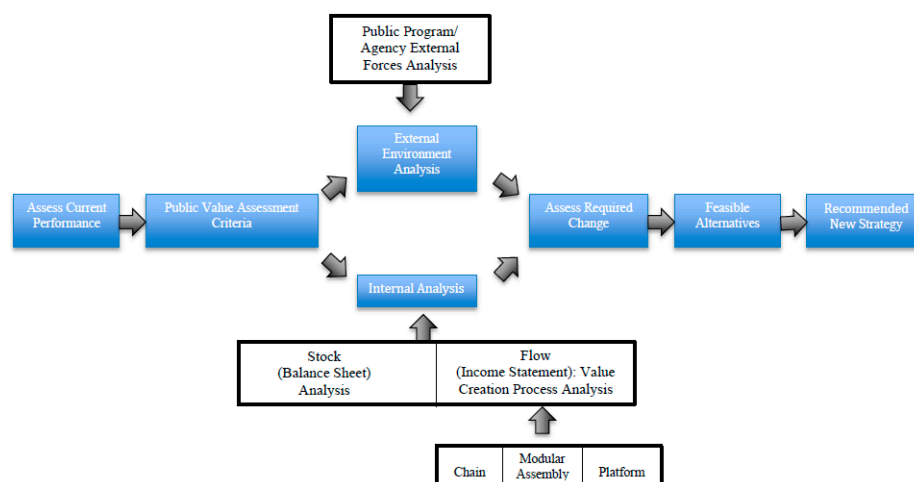 Public Program/
Agency External
Forces Analysis
External
Environment
Analysis
Assess Current
Performance
Public Value Assessment
Criteria
Assess Required
Change
Feasible
Alternatives
Recommended
New Strategy
Internal Analysis
Stock
(Balance Sheet)
Analysis
Flow
(Income Statement): Value
Creation Process Analysis
Chain
Modular
Assembly
Platform